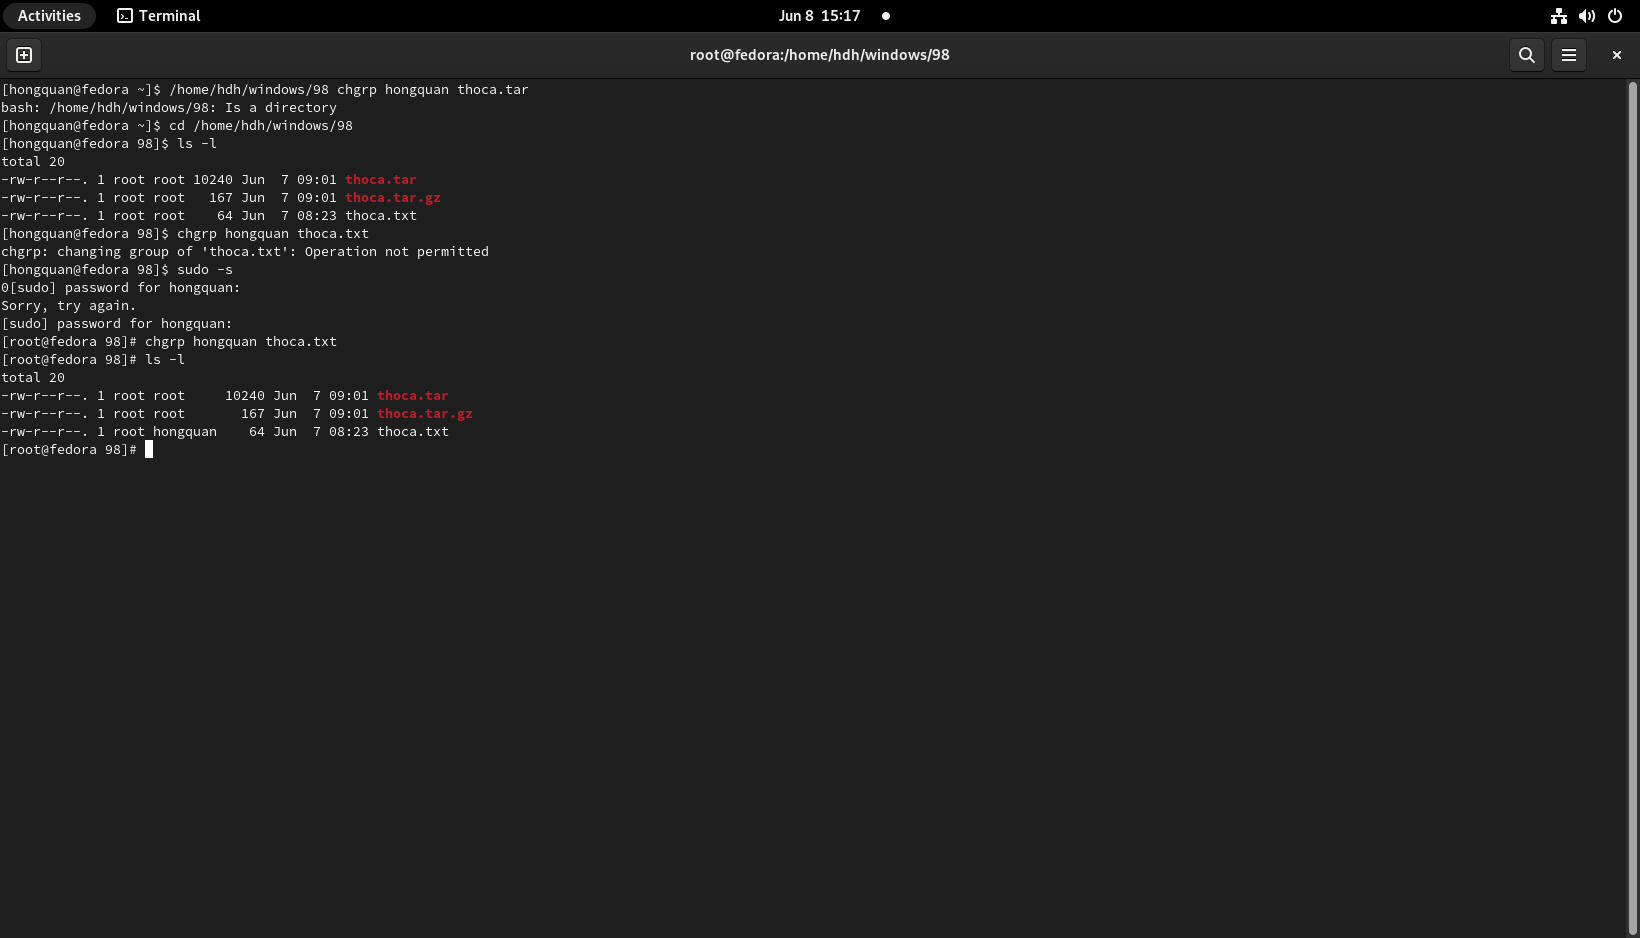 Activities Terminal Jun 8 15:17
root@fedora:/home/hdh/windows/98
[hongquan@fedora ~]$ /home/hdh/windows/98 chgrp hongquan thoca.tar
bash: /home/hdh/windows/98: Is a directory
[hongquan@fedora ~]$ cd /home/hdh/windows/98
[hongquan@fedora 98]$ ls -l
total 20
-rw-r--r--. 1 root root 10240 Jun  7 09:01 thoca.tar
-rw-r--r--. 1 root root   167 Jun  7 09:01 thoca.tar.gz
-rw-r--r--. 1 root root    64 Jun  7 08:23 thoca.txt
[hongquan@fedora 98]$ chgrp hongquan thoca.txt
chgrp: changing group of 'thoca.txt': Operation not permitted
[hongquan@fedora 98]$ sudo -s
0[sudo] password for hongquan:
Sorry, try again.
[sudo] password for hongquan:
[root@fedora 98]# chgrp hongquan thoca.txt
[root@fedora 98]# ls -l
total 20
-rw-r--r--. 1 root root     10240 Jun  7 09:01 thoca.tar
-rw-r--r--. 1 root root       167 Jun  7 09:01 thoca.tar.gz
-rw-r--r--. 1 root hongquan    64 Jun  7 08:23 thoca.txt
[root@fedora 98]#